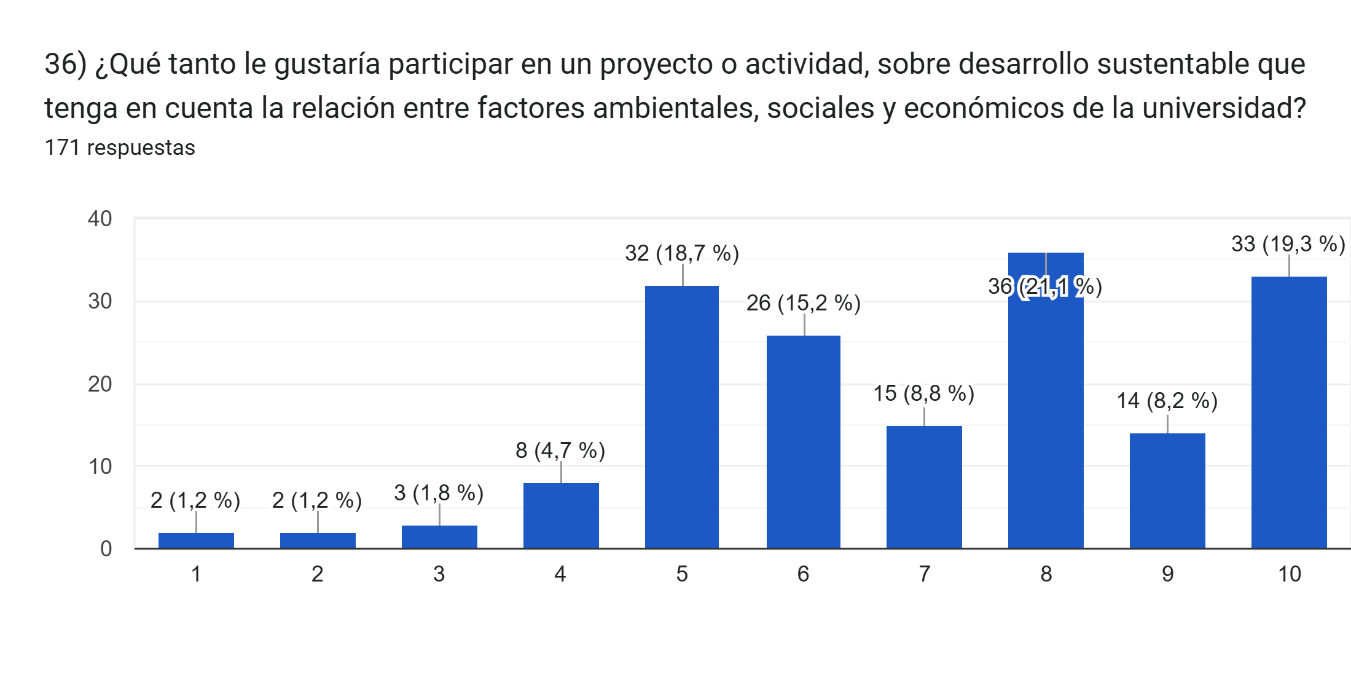 36) ¿Qué tanto le gustaría participar en un proyecto o actividad, sobre desarrollo sustentable que
tenga en cuenta la relación entre factores ambientales, sociales y económicos de la universidad?
171 respuestas
40
30
20
10
0
2 (1,2 %)
2 (1,2 %)
3 (1,8 %)
8 (4,7 %)
32 (18,7 %)
26 (15,2 %)
15 (8,8 %)
36 (21,1 %)
14 (8,2 %)
33 (19,3 %)
1 2 3 4 5 6 7 8 9 10